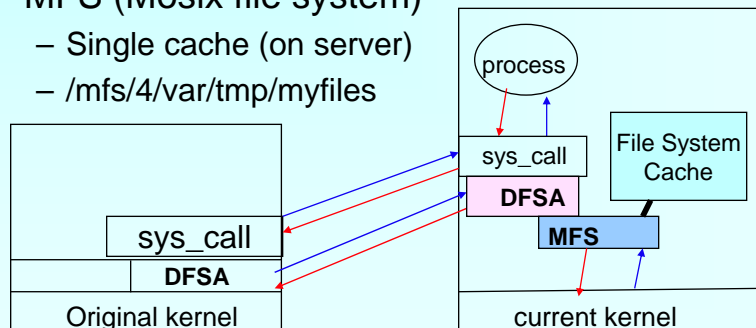 MFS (Mosix file system)
– Single cache (on server)
– /mfs/4/var/tmp/myfiles
process
sys_call
File System
Cache
DFSA
MFS
current kernel
sys_call
DFSA
Original kernel